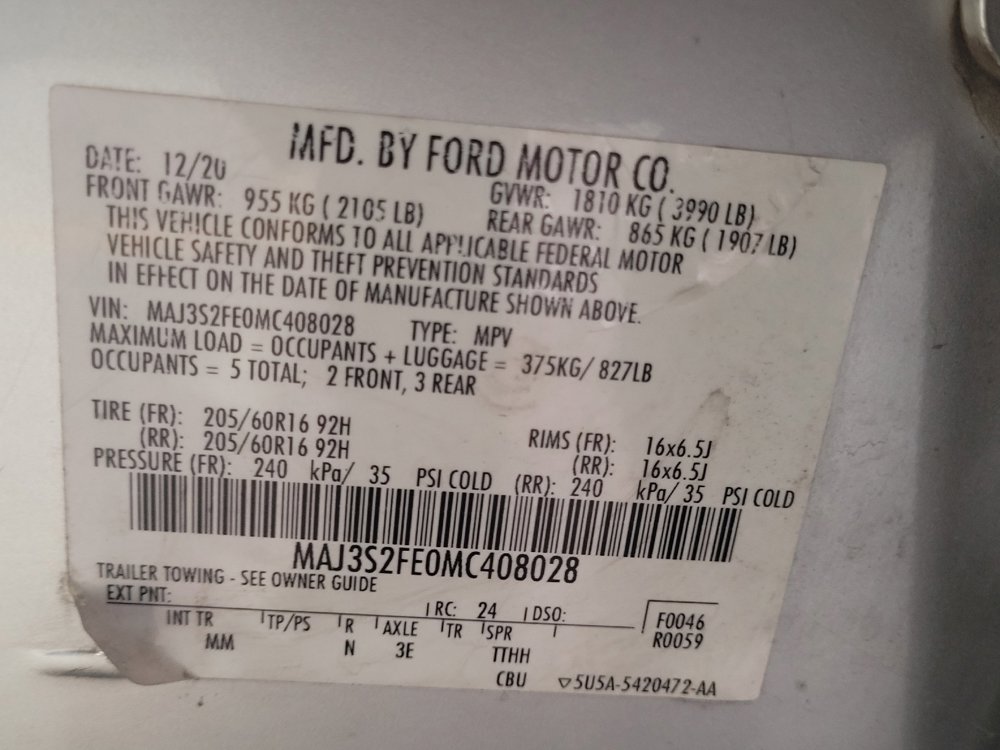 MFD. BY FORD MOTOR CO.
DATE: 12/20 GVWR: 1810 KG ( 3990 LB)
FRONT GAWR: 955 KG ( 2105 LB) REAR GAWR: 865 KG ( 1907 LB)
THIS VEHICLE CONFORMS TO ALL APPLICABLE FEDERAL MOTOR
VEHICLE SAFETY AND THEFT PREVENTION STANDARDS
IN EFFECT ON THE DATE OF MANUFACTURE SHOWN ABOVE.
VIN: MAJ3S2FE0MC408028 TYPE: MPV
MAXIMUM LOAD = OCCUPANTS + LUGGAGE = 375KG/ 827LB
OCCUPANTS = 5 TOTAL; 2 FRONT, 3 REAR
TIRE (FR): 205/60R16 92H RIMS (FR): 16x6.5J
(RR): 205/60R16 92H (RR): 16x6.5J
PRESSURE (FR): 240 kPa/ 35 PSI COLD (RR): 240 kPa/ 35 PSI COLD
MAJ3S2FE0MC408028
TRAILER TOWING - SEE OWNER GUIDE
EXT PNT: RC: 24 DSO: F0046
INT TR TP/PS R AXLE TR SPR R0059
MM N 3E TTHH
CBU ▽5U5A-5420472-AA